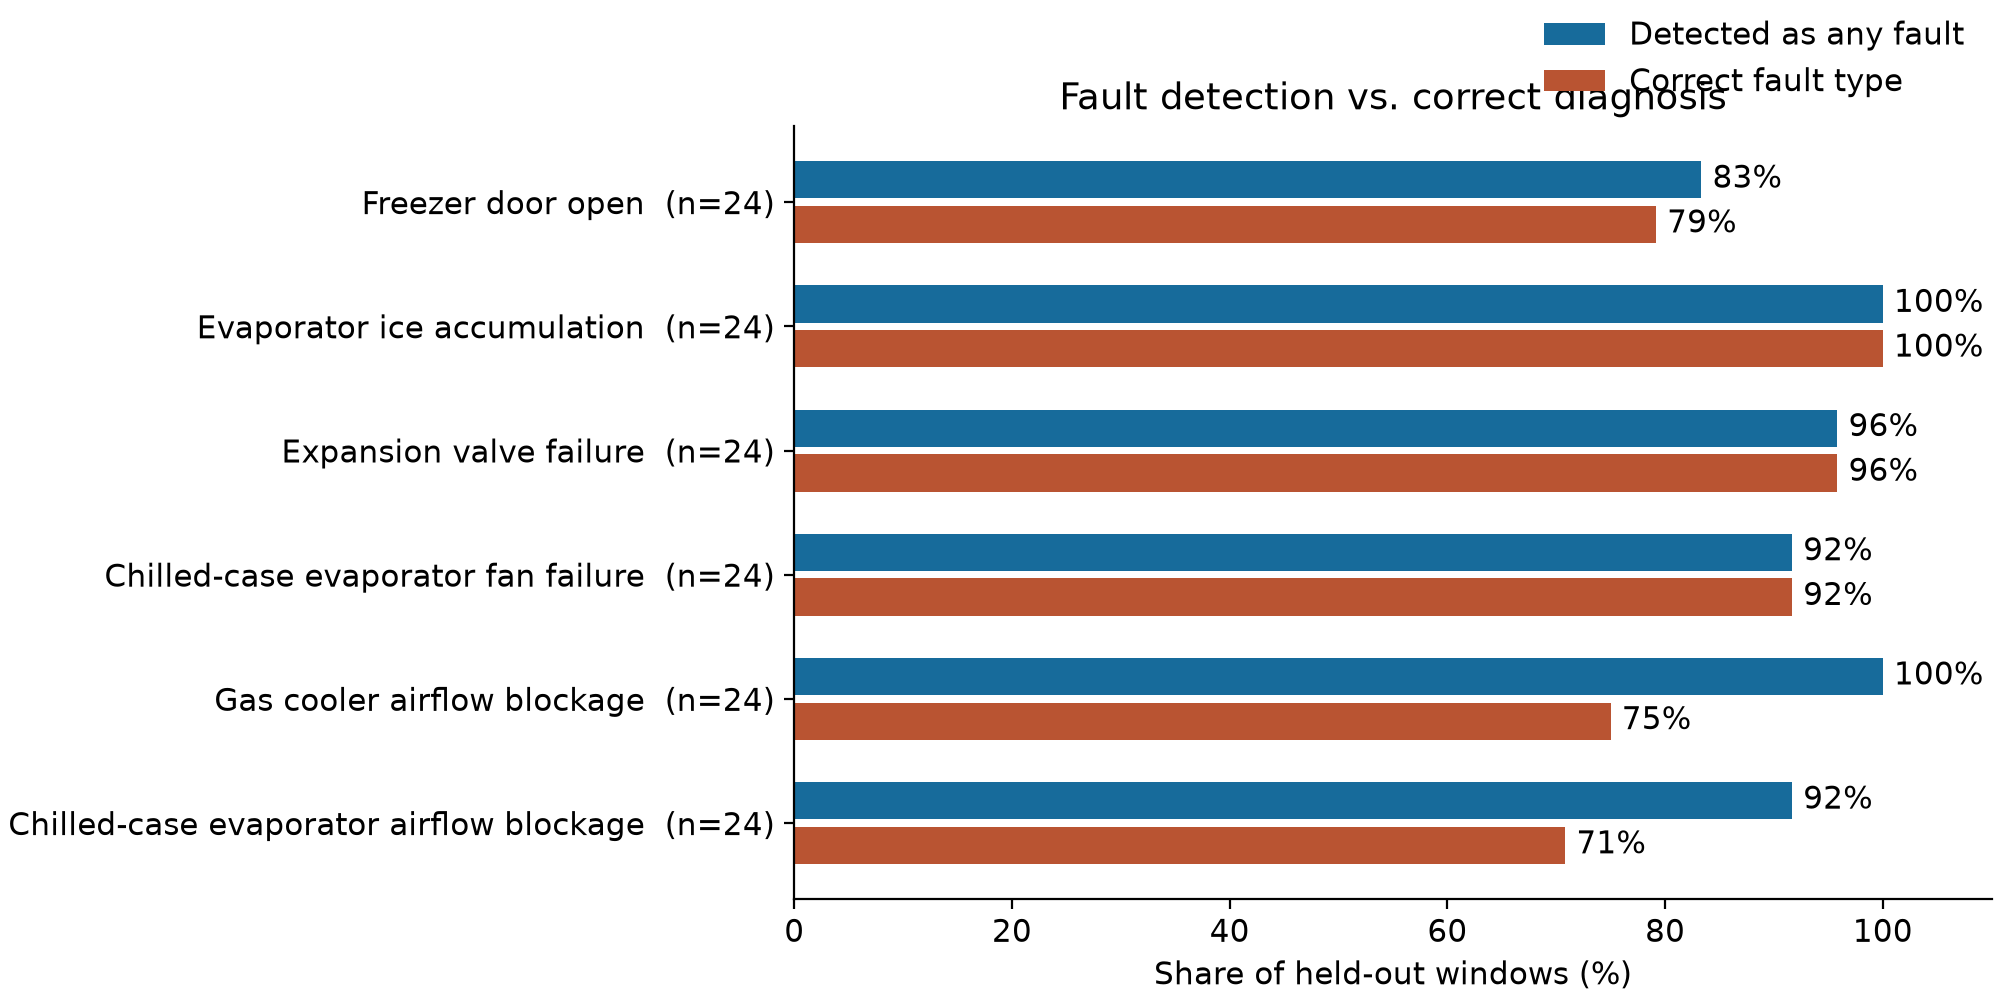 Detected as any fault
Correct fault type
Fault detection vs. correct diagnosis
Freezer door open (n=24)
83%
79%
Evaporator ice accumulation (n=24)
100%
100%
Expansion valve failure (n=24)
96%
96%
Chilled-case evaporator fan failure (n=24)
92%
92%
Gas cooler airflow blockage (n=24)
100%
75%
Chilled-case evaporator airflow blockage (n=24)
92%
71%
0 20 40 60 80 100
Share of held-out windows (%)